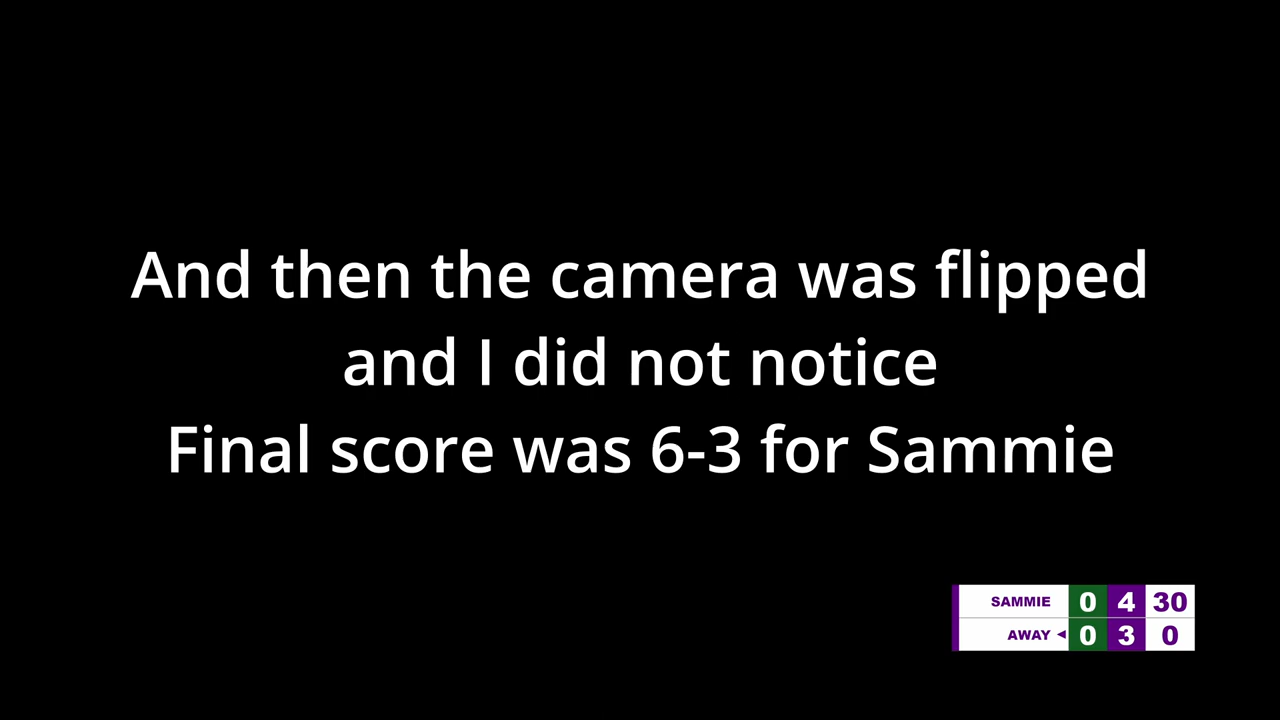 And then the camera was flipped
and I did not notice
Final score was 6-3 for Sammie
SAMMIE 0 4 30
AWAY ◄ 0 3 0